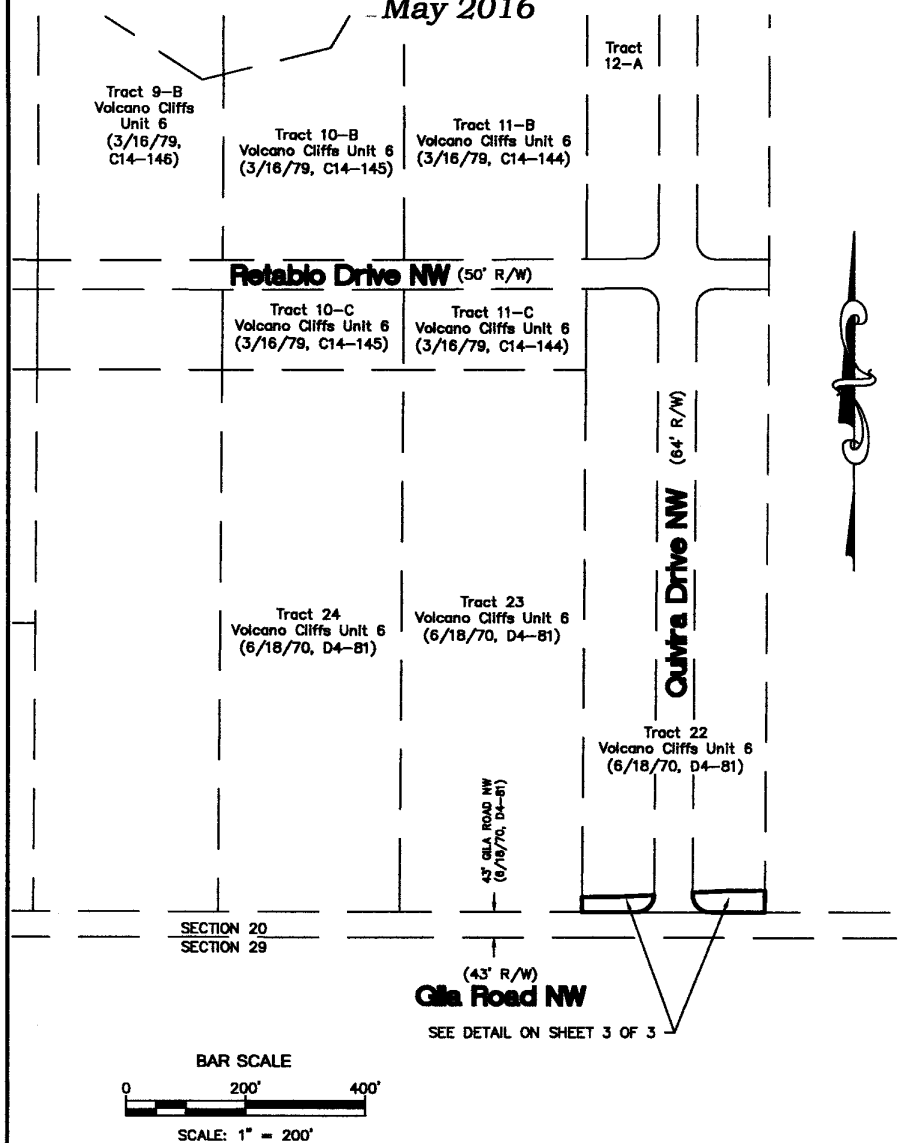 May 2016
Tract
12-A
Tract 9-B
Volcano Cliffs
Unit 6
(3/16/79,
C14-146)
Tract 10-B
Volcano Cliffs Unit 6
(3/16/79, C14-145)
Tract 11-B
Volcano Cliffs Unit 6
(3/16/79, C14-144)
Retablo Drive NW (50' R/W)
Tract 10-C
Volcano Cliffs Unit 6
(3/16/79, C14-145)
Tract 11-C
Volcano Cliffs Unit 6
(3/16/79, C14-144)
Quivira Drive NW (64' R/W)
Tract 24
Volcano Cliffs Unit 6
(6/18/70, D4-81)
Tract 23
Volcano Cliffs Unit 6
(6/18/70, D4-81)
Tract 22
Volcano Cliffs Unit 6
(6/18/70, D4-81)
43' GILA ROAD NW
(6/18/70, D4-81)
SECTION 20
SECTION 29
(43' R/W)
Gila Road NW
SEE DETAIL ON SHEET 3 OF 3
BAR SCALE
0 200' 400'
SCALE: 1" = 200'